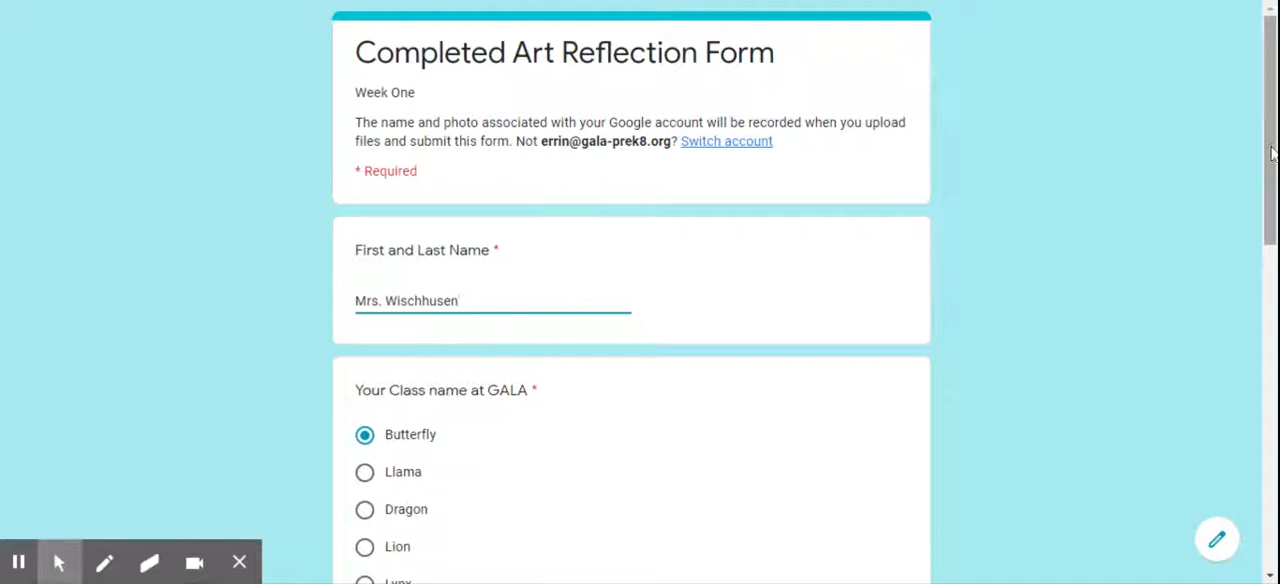 Completed Art Reflection Form
Week One
The name and photo associated with your Google account will be recorded when you upload
files and submit this form. Not errin@gala-prek8.org? Switch account
* Required
First and Last Name *
Mrs. Wischhusen
Your Class name at GALA *
Butterfly
Llama
Dragon
Lion
Lynx